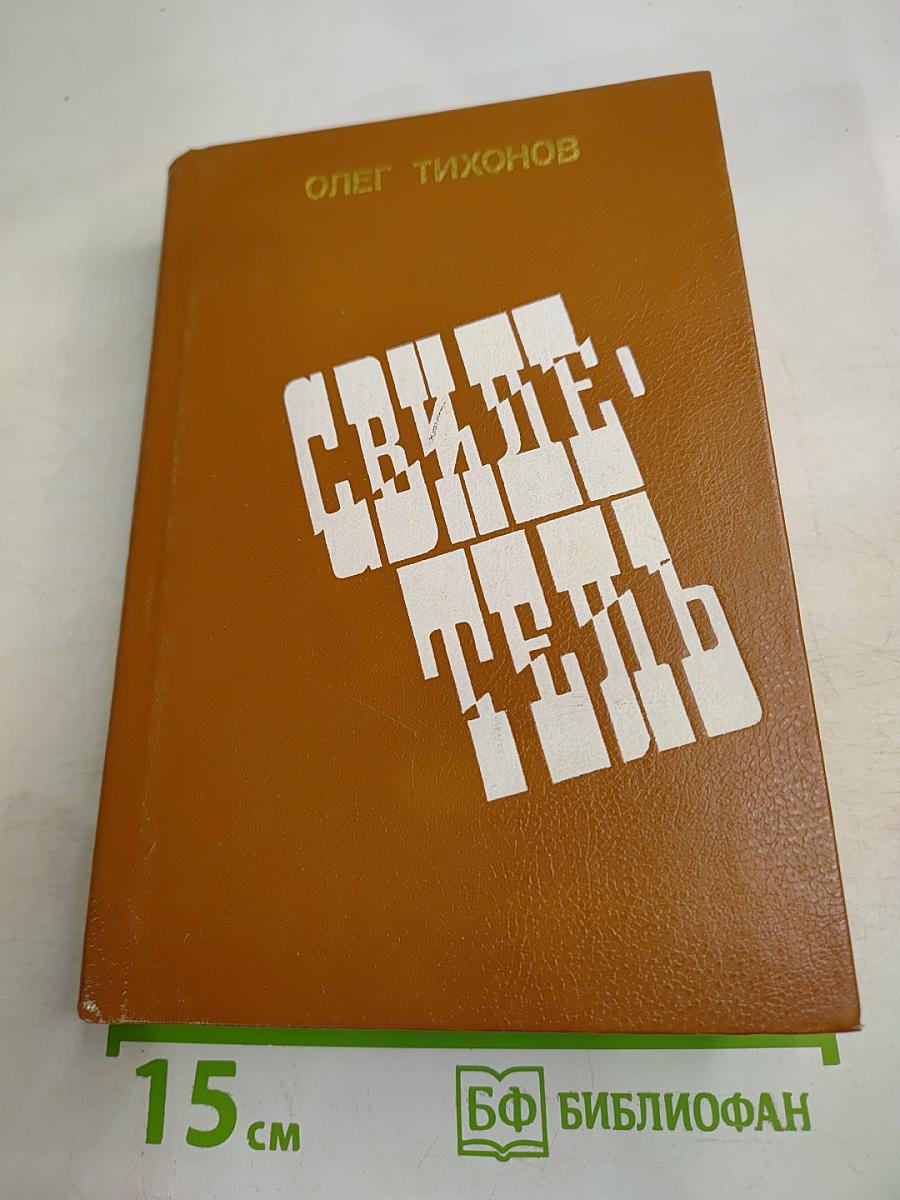 ОЛЕГ ТИХОНОВ
СВИДЕ-
ТЕЛЬ
15 см
БФ БИБЛИОФАН